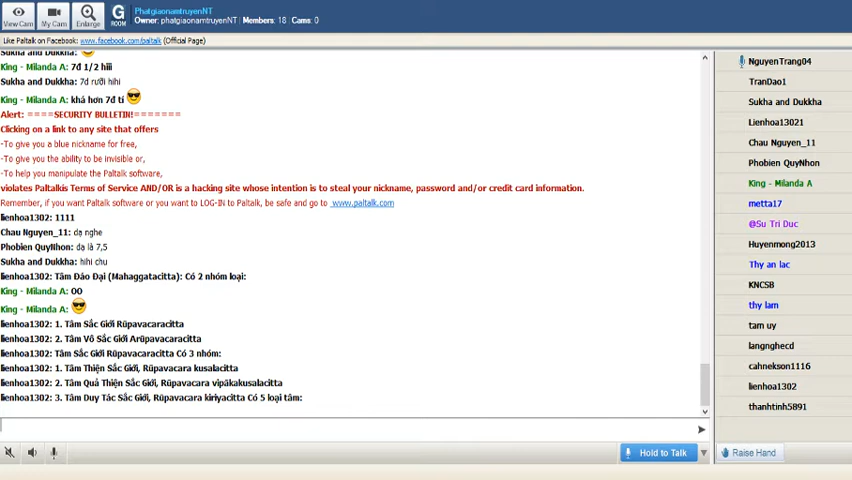 View Cam
My Cam
Enlarge
G
ROOM
PhatgiaonamtruyenNT
Owner: phatgiaonamtruyenNT | Members: 18 | Cams: 0
Like Paltalk on Facebook: www.facebook.com/paltalk (Official Page)
Sukha and Dukkha:
King - Milanda A: 7đ 1/2 hiii
Sukha and Dukkha: 7đ rưỡi hihi
King - Milanda A: khá hơn 7đ tí
Alert: ====SECURITY BULLETIN!=======
Clicking on a link to any site that offers
-To give you a blue nickname for free,
-To give you the ability to be invisible or,
-To help you manipulate the Paltalk software,
violates Paltalkis Terms of Service AND/OR is a hacking site whose intention is to steal your nickname, password and/or credit card information.
Remember, if you want Paltalk software or you want to LOG-IN to Paltalk, be safe and go to www.paltalk.com
lienhoa1302: 1111
Chau Nguyen_11: dạ nghe
Phobien QuyNhon: dạ là 7,5
Sukha and Dukkha: hihi chu
lienhoa1302: Tâm Đáo Đại (Mahaggatacitta): Có 2 nhóm loại:
King - Milanda A: OO
King - Milanda A:
lienhoa1302: 1. Tâm Sắc Giới Rūpavacaracitta
lienhoa1302: 2. Tâm Vô Sắc Giới Arūpavacaracitta
lienhoa1302: Tâm Sắc Giới Rūpavacaracitta Có 3 nhóm:
lienhoa1302: 1. Tâm Thiện Sắc Giới, Rūpavacara kusalacitta
lienhoa1302: 2. Tâm Quả Thiện Sắc Giới, Rūpavacara vipākakusalacitta
lienhoa1302: 3. Tâm Duy Tác Sắc Giới, Rūpavacara kiriyacitta Có 5 loại tâm:
Hold to Talk
NguyenTrang04
TranDao1
Sukha and Dukkha
Lienhoa13021
Chau Nguyen_11
Phobien QuyNhon
King - Milanda A
metta17
@Su Tri Duc
Huyenmong2013
Thy an lac
KNCSB
thy lam
tam uy
langnghecd
cahnekson1116
lienhoa1302
thanhtinh5891
Raise Hand